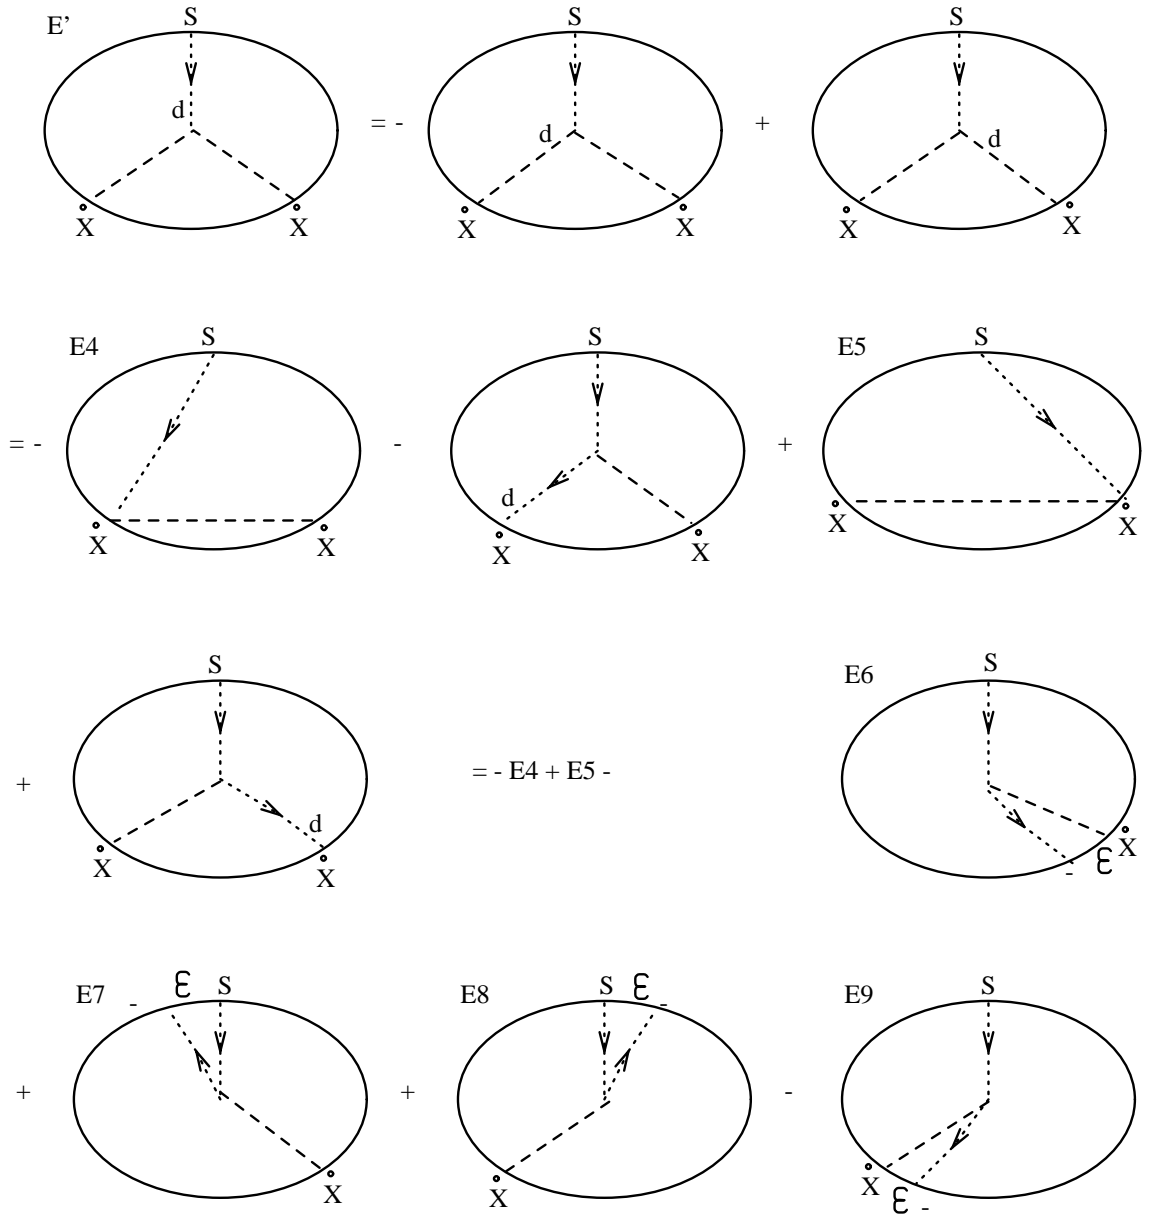 E’ S S S
d = - d + d
X X X X X X
E4 S S E5 S
= - - d +
X X X X X X
S E6 S
+ d = - E4 + E5 -
X X - ε X
E7 - ε S E8 S ε - E9 S
+ + -
X X X ε -